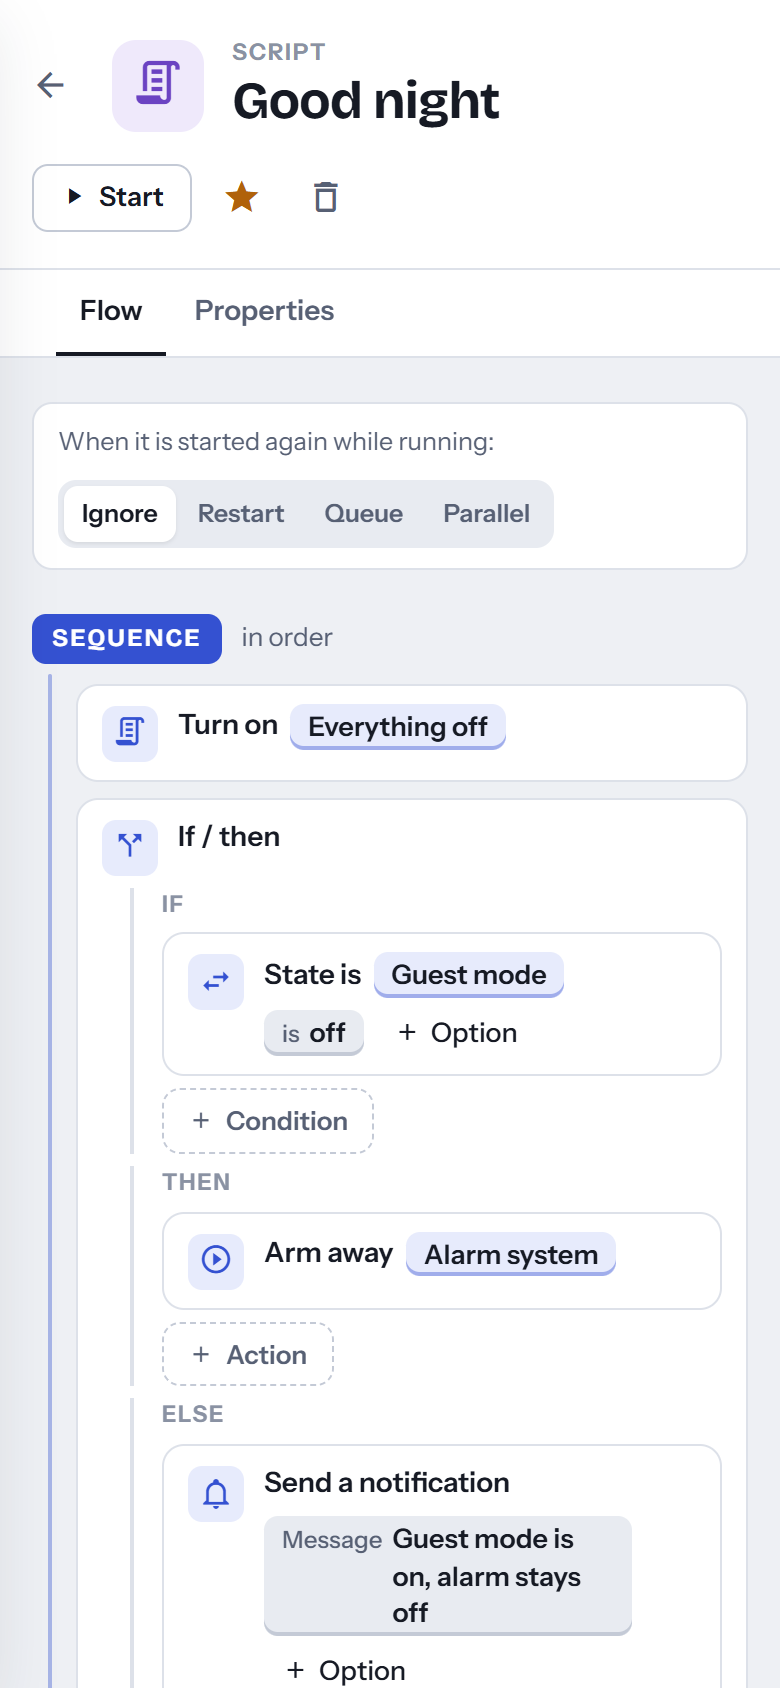 SCRIPT
Good night
Start
Flow Properties
When it is started again while running:
Ignore Restart Queue Parallel
SEQUENCE in order
Turn on Everything off
If / then
IF
State is Guest mode
is off + Option
+ Condition
THEN
Arm away Alarm system
+ Action
ELSE
Send a notification
Message Guest mode is
on, alarm stays
off
+ Option